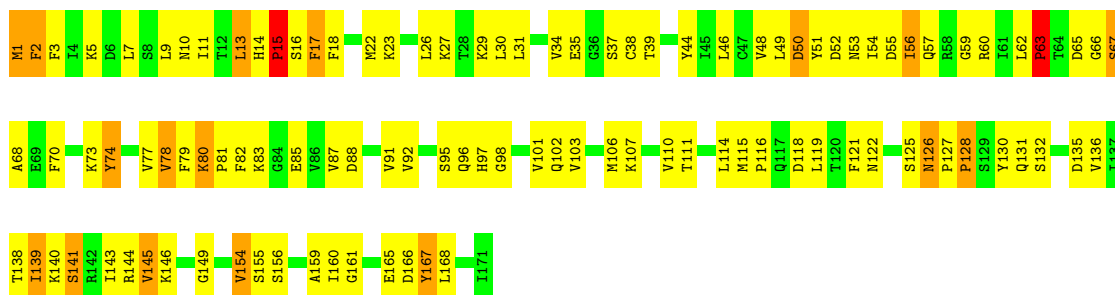 M1 F2 F3 I4 K5 D6 L7 S8 L9 N10 I11 T12 L13 H14 P15 S16 F17 F18 M22 K23 L26 K27 T28 K29 L30 L31 V34 E35 G36 S37 C38 T39 Y44 I45 L46 C47 V48 L49 D50 Y51 D52 N53 I54 D55 I56 Q57 R58 G59 R60 I61 L62 P63 T64 D65 G66 S67
A68 E69 F70 K73 Y74 V77 V78 F79 K80 P81 F82 K83 G84 E85 V86 V87 D88 V91 V92 S95 Q96 H97 G98 V101 Q102 V103 M106 K107 V110 T111 L114 M115 P116 Q117 D118 L119 T120 F121 N122 S125 N126 P127 P128 S129 Y130 Q131 S132 D135 V136 I137
T138 I139 K140 S141 R142 I143 R144 V145 K146 G149 V154 S155 S156 A159 I160 G161 E165 D166 Y167 L168 I171